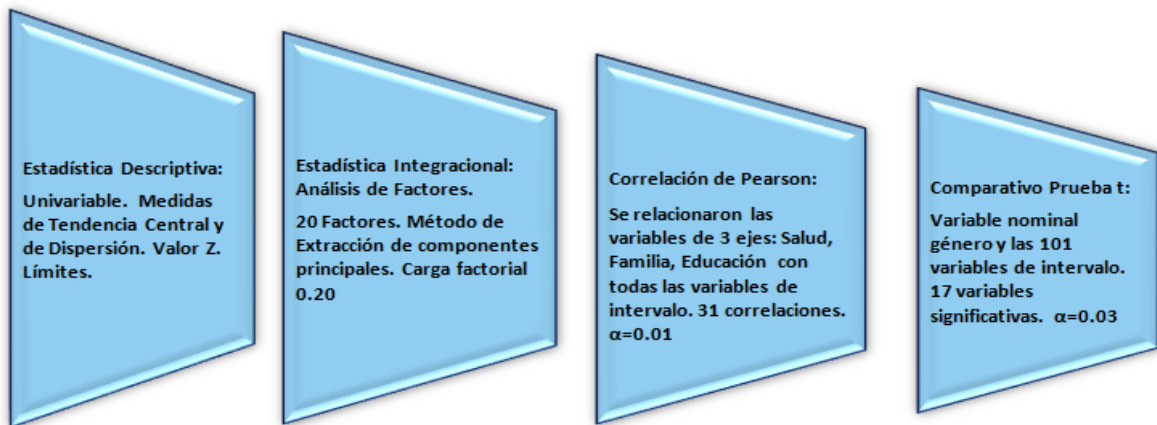 Estadística Descriptiva:
Univariable. Medidas
de Tendencia Central y
de Dispersión. Valor Z.
Límites.
Estadística Integracional:
Análisis de Factores.
20 Factores. Método de
Extracción de componentes
principales. Carga factorial
0.20
Correlación de Pearson:
Se relacionaron las
variables de 3 ejes: Salud,
Familia, Educación con
todas las variables de
intervalo. 31 correlaciones.
α=0.01
Comparativo Prueba t:
Variable nominal
género y las 101
variables de intervalo.
17 variables
significativas. α=0.03